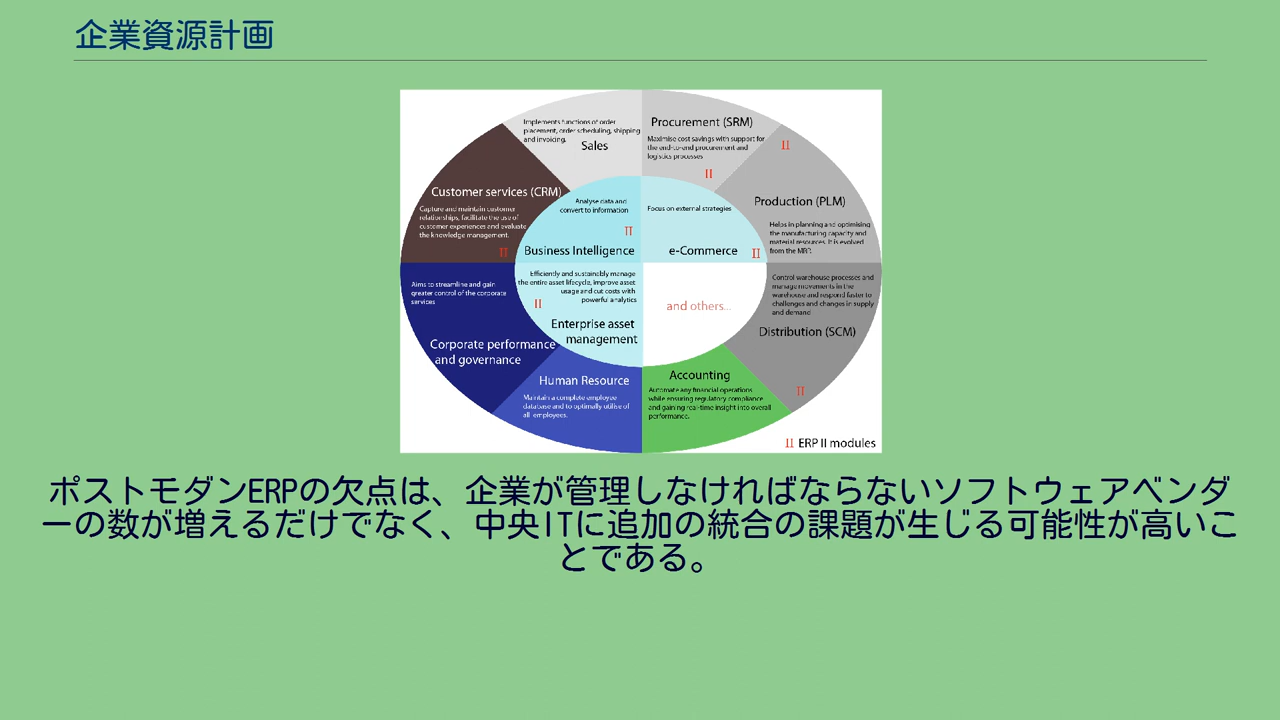 企業資源計画
Implements functions of order
placement, order scheduling, shipping
and invoicing.
Sales
Procurement (SRM)
Maximise cost savings with support for
the end-to-end procurement and
logistics processes
II
II
Customer services (CRM)
Capture and maintain customer
relationships, facilitate the use of
customer experiences and evaluate
the knowledge management.
II
Analyse data and
convert to information
II
Business Intelligence
Focus on external strategies
e-Commerce
II
Production (PLM)
Helps in planning and optimising
the manufacturing capacity and
material resources. It is evolved
from the MRP.
Aims to streamline and gain
greater control of the corporate
services
Corporate performance
and governance
Efficiently and sustainably manage
the entire asset lifecycle, improve asset
usage and cut costs with
powerful analytics
II
Enterprise asset
management
and others...
Control warehouse processes and
manage movements in the
warehouse and respond faster to
challenges and changes in supply
and demand
Distribution (SCM)
II
Human Resource
Maintain a complete employee
database and to optimally utilise of
all employees.
Accounting
Automate any financial operations
while ensuring regulatory compliance
and gaining real-time insight into overall
performance.
II ERP II modules
ポストモダンERPの欠点は、企業が管理しなければならないソフトウェアベンダ
ーの数が増えるだけでなく、中央ITに追加の統合の課題が生じる可能性が高いこ
とである。